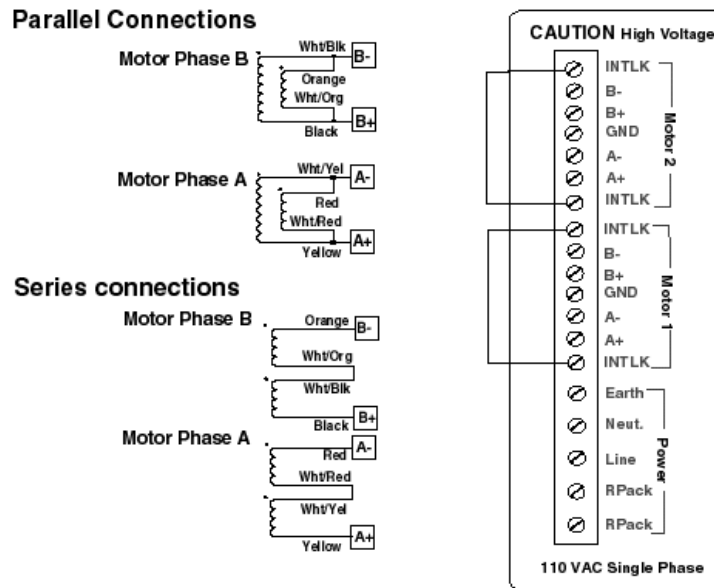 Parallel Connections
Motor Phase B
Wht/Blk
B-
Orange
Wht/Org
Black
B+
Motor Phase A
Wht/Yel
A-
Red
Wht/Red
Yellow
A+
Series connections
Motor Phase B
Orange
B-
Wht/Org
Wht/Blk
Black
B+
Motor Phase A
Red
A-
Wht/Red
Wht/Yel
Yellow
A+
CAUTION High Voltage
INTLK
B-
B+
GND
A-
A+
INTLK
Motor 2
INTLK
B-
B+
GND
A-
A+
INTLK
Motor 1
Earth
Neut.
Line
RPack
RPack
Power
110 VAC Single Phase